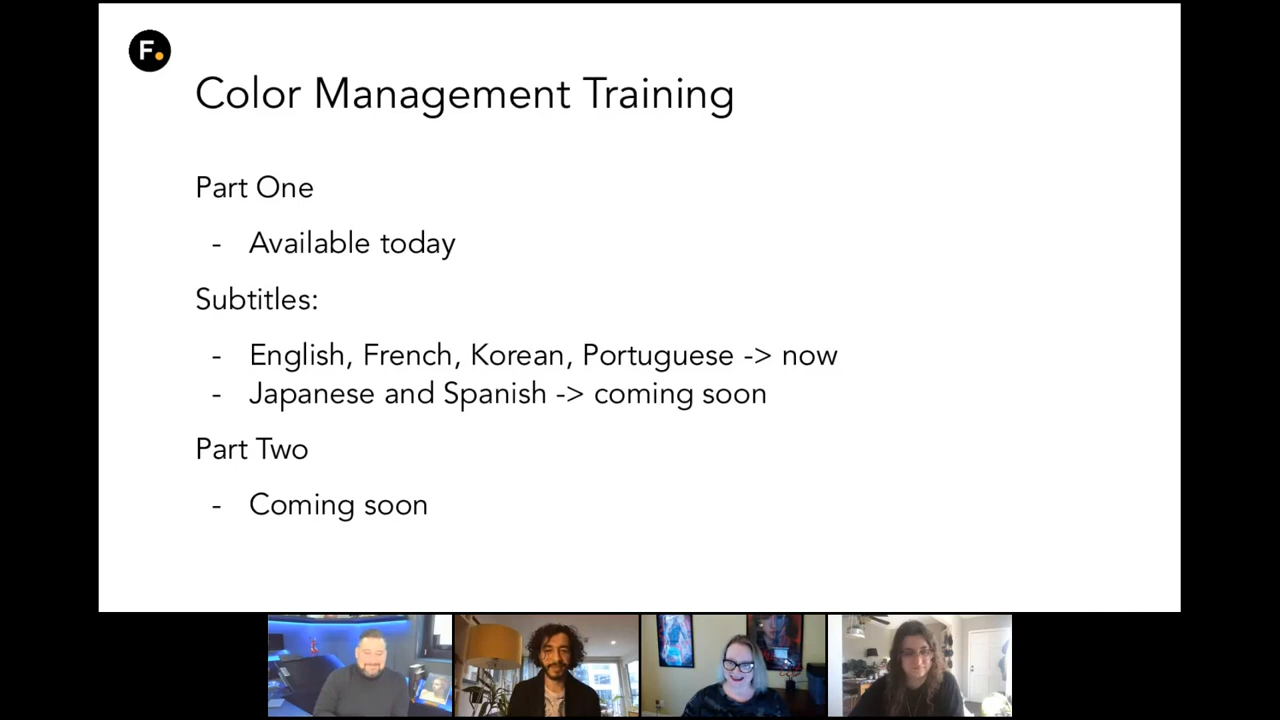 F.
Color Management Training
Part One
- Available today
Subtitles:
- English, French, Korean, Portuguese -> now
- Japanese and Spanish -> coming soon
Part Two
- Coming soon